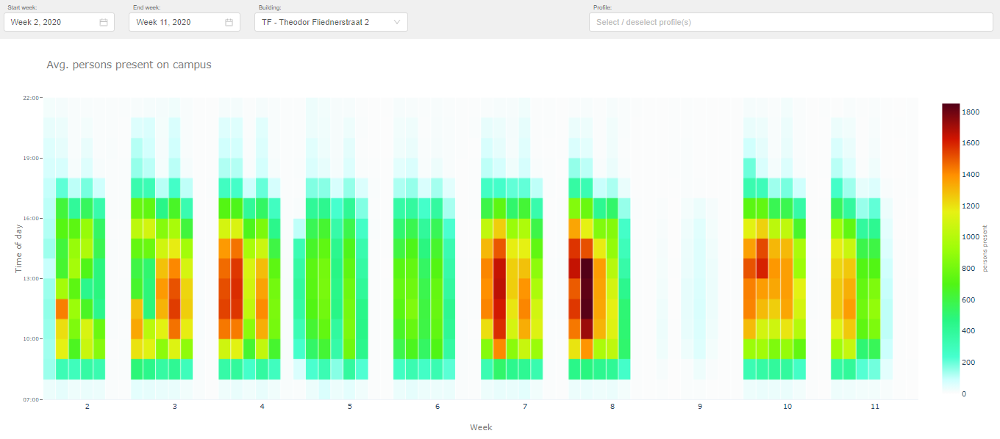 Start week:
End week:
Building:
Profile:
Week 2, 2020
Week 11, 2020
TF - Theodor Fliednerstraat 2
Select / deselect profile(s)
Avg. persons present on campus
22:00
19:00
16:00
13:00
10:00
07:00
Time of day
2 3 4 5 6 7 8 9 10 11
Week
1800
1600
1400
1200
1000
800
600
400
200
0
persons present